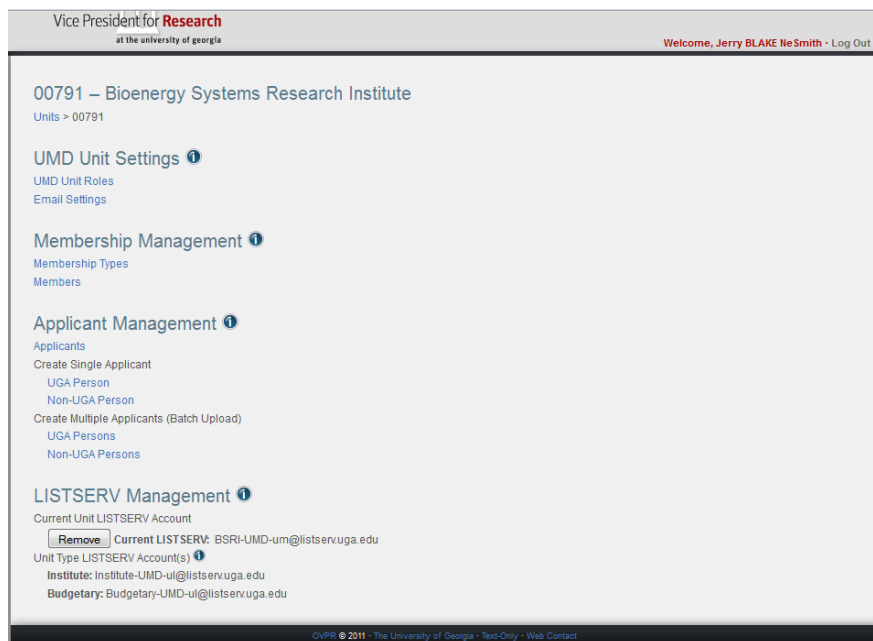 Vice President for Research
at the university of georgia
Welcome, Jerry BLAKE NeSmith · Log Out
00791 – Bioenergy Systems Research Institute
Units > 00791
UMD Unit Settings
UMD Unit Roles
Email Settings
Membership Management
Membership Types
Members
Applicant Management
Applicants
Create Single Applicant
UGA Person
Non-UGA Person
Create Multiple Applicants (Batch Upload)
UGA Persons
Non-UGA Persons
LISTSERV Management
Current Unit LISTSERV Account
Remove Current LISTSERV: BSRI-UMD-um@listserv.uga.edu
Unit Type LISTSERV Account(s)
Institute: Institute-UMD-ul@listserv.uga.edu
Budgetary: Budgetary-UMD-ul@listserv.uga.edu
OVPR © 2011 · The University of Georgia · Text-Only · Web Contact